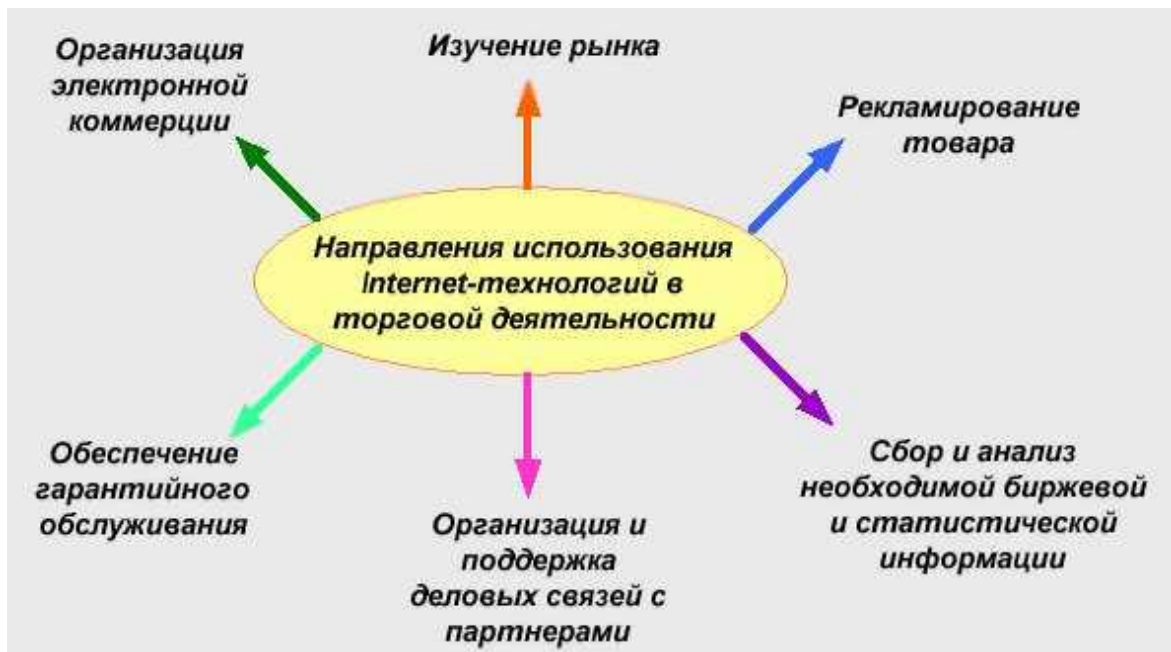 Организация
электронной
коммерции
Изучение рынка
Рекламирование
товара
Направления использования
Internet-технологий в
торговой деятельности
Обеспечение
гарантийного
обслуживания
Организация и
поддержка
деловых связей с
партнерами
Сбор и анализ
необходимой биржевой
и статистической
информации